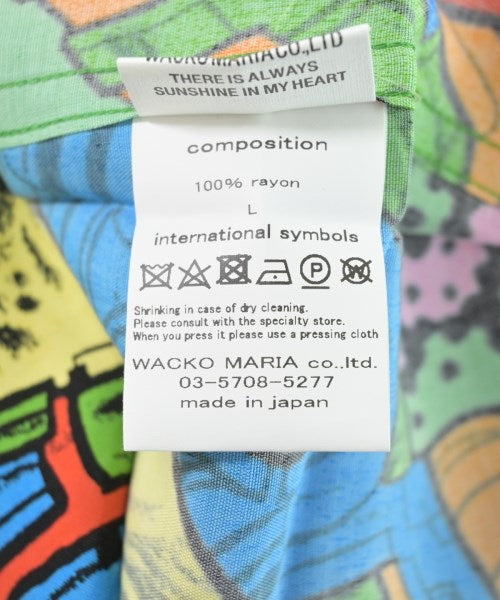 WACKO MARIA CO.,LTD
THERE IS ALWAYS
SUNSHINE IN MY HEART
composition
100% rayon
L
international symbols
P W
Shrinking in case of dry cleaning.
Please consult with the specialty store.
When you press it please use a pressing cloth
WACKO MARIA co.,ltd.
03-5708-5277
made in japan